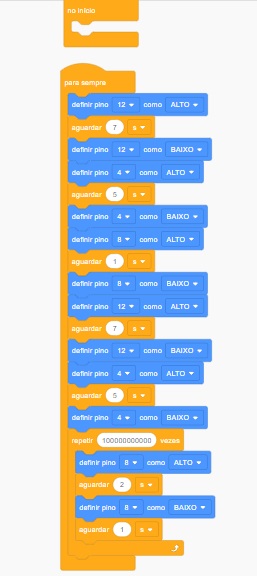 no início
para sempre
definir pino 12 como ALTO
aguardar 7 s
definir pino 12 como BAIXO
definir pino 4 como ALTO
aguardar 5 s
definir pino 4 como BAIXO
definir pino 8 como ALTO
aguardar 1 s
definir pino 8 como BAIXO
definir pino 12 como ALTO
aguardar 7 s
definir pino 12 como BAIXO
definir pino 4 como ALTO
aguardar 5 s
definir pino 4 como BAIXO
repetir 100000000000 vezes
definir pino 8 como ALTO
aguardar 2 s
definir pino 8 como BAIXO
aguardar 1 s